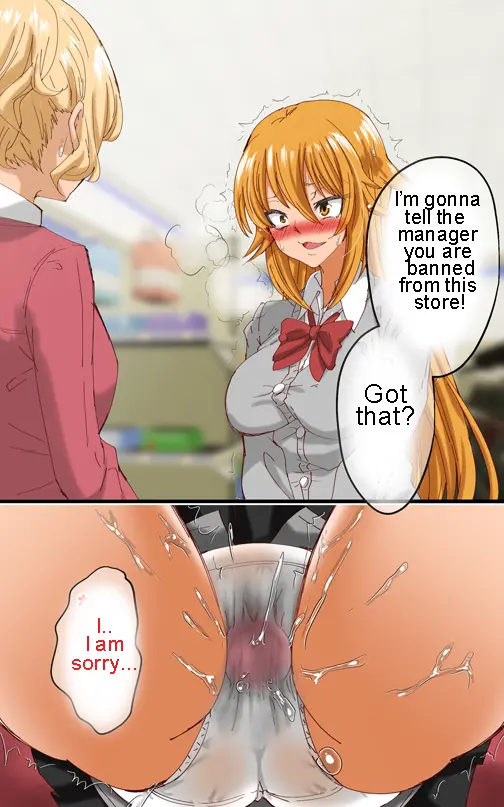 I'm gonna
tell the
manager
you are
banned
from this
store!
Got
that?
I..
I am
sorry...